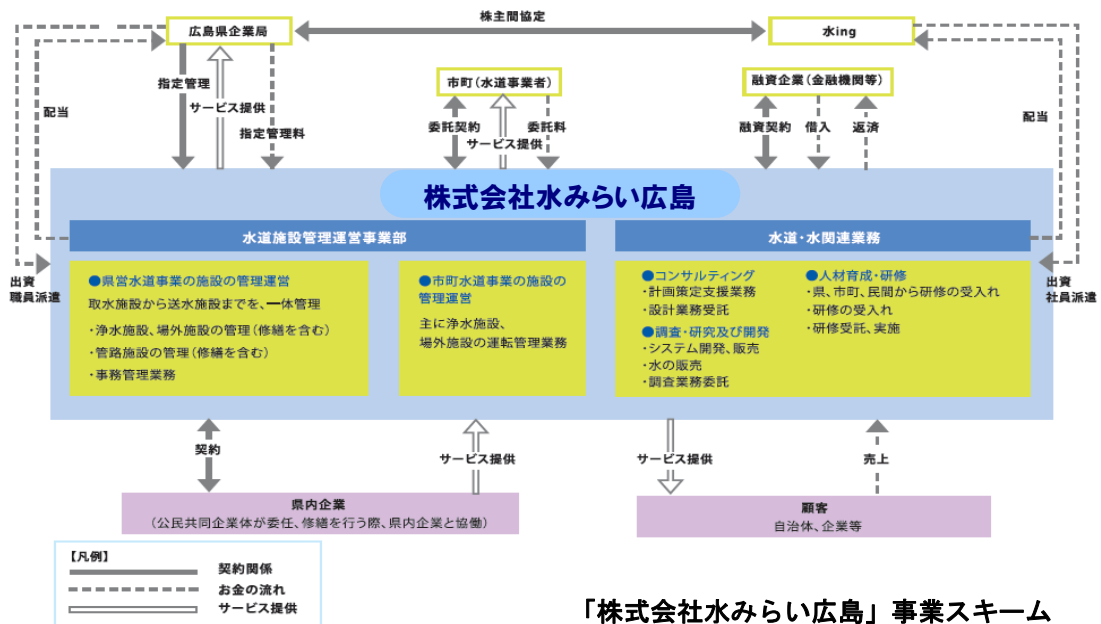 株主間協定
広島県企業局
水ing
市町(水道事業者)
融資企業(金融機関等)
指定管理
サービス提供
指定管理料
配当
委託契約
サービス提供
委託料
融資契約
借入
返済
配当
株式会社水みらい広島
水道施設管理運営事業部
水道・水関連業務
出資
職員派遣
出資
社員派遣
●県営水道事業の施設の管理運営
取水施設から送水施設までを、一体管理
・浄水施設、場外施設の管理(修繕を含む)
・管路施設の管理(修繕を含む)
・事務管理業務
●市町水道事業の施設の
管理運営
主に浄水施設、
場外施設の運転管理業務
●コンサルティング
・計画策定支援業務
・設計業務受託
●調査・研究及び開発
・システム開発、販売
・水の販売
・調査業務委託
●人材育成・研修
・県、市町、民間から研修の受入れ
・研修の受入れ
・研修受託、実施
契約
サービス提供
サービス提供
売上
県内企業
(公民共同企業体が委任、修繕を行う際、県内企業と協働)
顧客
自治体、企業等
【凡例】
契約関係
お金の流れ
サービス提供
「株式会社水みらい広島」事業スキーム